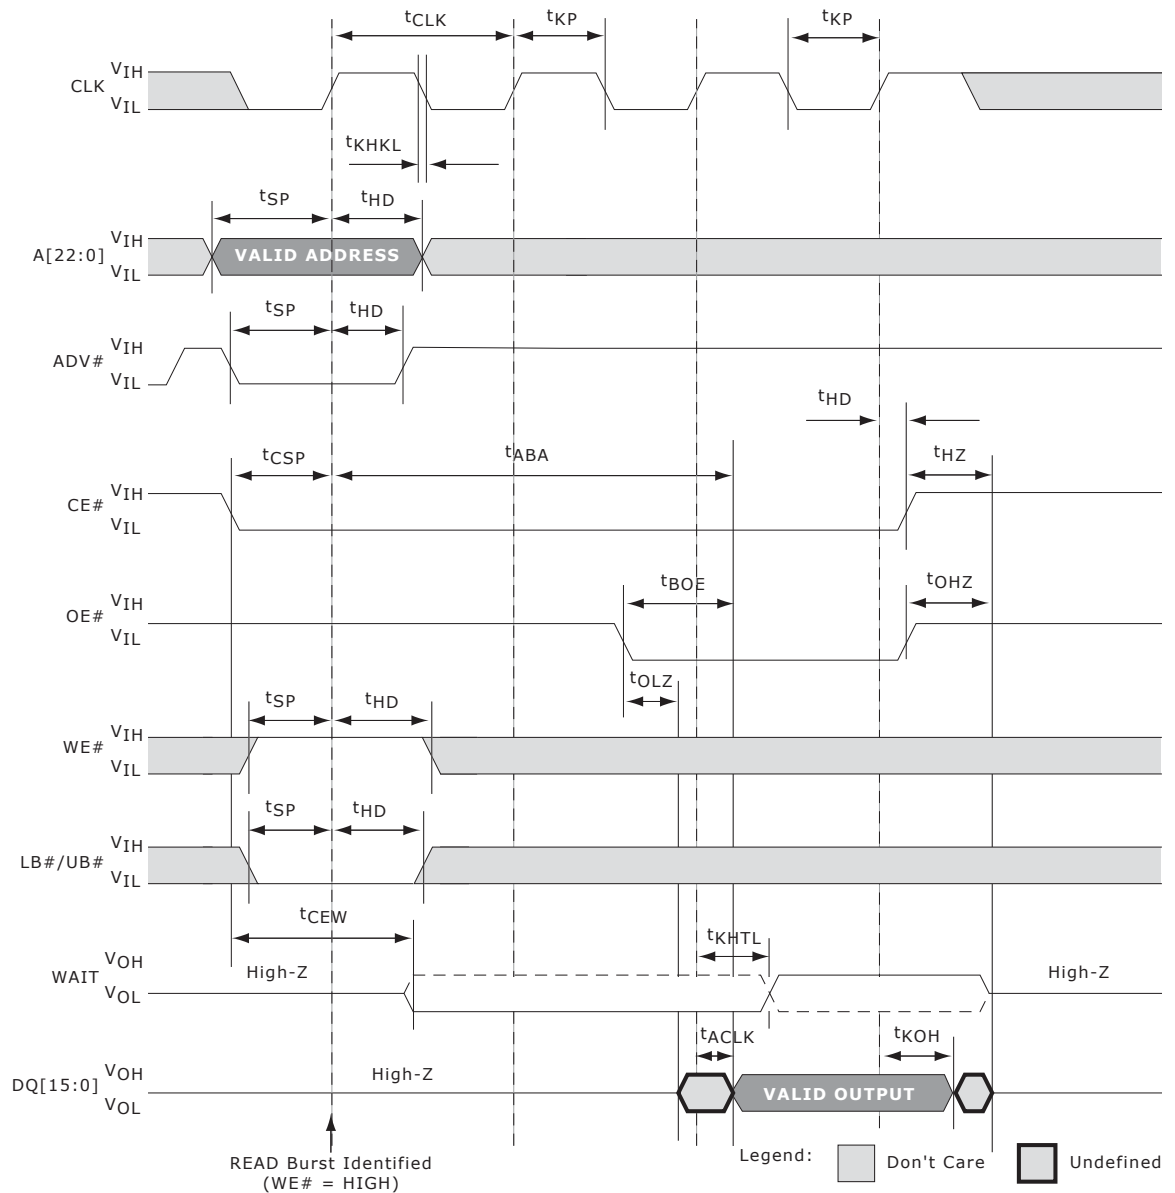 tCLK tKP tKP
CLK VIH
VIL
tKHKL
tSP tHD
A[22:0] VIH
VIL
VALID ADDRESS
tSP tHD
ADV# VIH
VIL
tHD
tCSP tABA tHZ
CE# VIH
VIL
tBOE tOHZ
OE# VIH
VIL
tOLZ
tSP tHD
WE# VIH
VIL
tSP tHD
LB#/UB# VIH
VIL
tCEW
tKHTL
WAIT VOH
VOL
High-Z High-Z
tACLK tKOH
DQ[15:0] VOH
VOL
High-Z
VALID OUTPUT
READ Burst Identified
(WE# = HIGH)
Legend: Don't Care Undefined